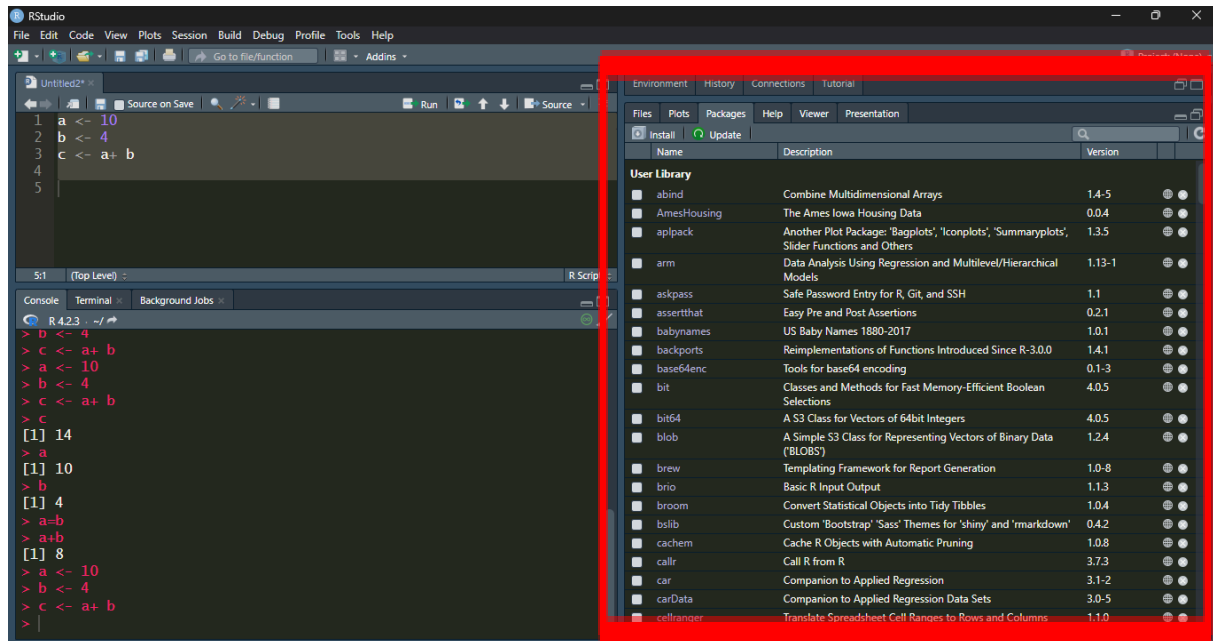 RStudio
File Edit Code View Plots Session Build Debug Profile Tools Help
Go to file/function Addins
Untitled2*
Source on Save Run Source
1 a <- 10
2 b <- 4
3 c <- a+ b
4
5
5:1 (Top Level) R Script
Console Terminal Background Jobs
R 4.2.3 · ~/
> b <- 4
> c <- a+ b
> a <- 10
> b <- 4
> c <- a+ b
> c
[1] 14
> a
[1] 10
> b
[1] 4
> a=b
> a+b
[1] 8
> a <- 10
> b <- 4
> c <- a+ b
>
Environment History Connections Tutorial
Files Plots Packages Help Viewer Presentation
Install Update
Name Description Version
User Library
abind Combine Multidimensional Arrays 1.4-5
AmesHousing The Ames Iowa Housing Data 0.0.4
aplpack Another Plot Package: 'Bagplots', 'Iconplots', 'Summaryplots', 1.3.5
Slider Functions and Others
arm Data Analysis Using Regression and Multilevel/Hierarchical 1.13-1
Models
askpass Safe Password Entry for R, Git, and SSH 1.1
assertthat Easy Pre and Post Assertions 0.2.1
babynames US Baby Names 1880-2017 1.0.1
backports Reimplementations of Functions Introduced Since R-3.0.0 1.4.1
base64enc Tools for base64 encoding 0.1-3
bit Classes and Methods for Fast Memory-Efficient Boolean 4.0.5
Selections
bit64 A S3 Class for Vectors of 64bit Integers 4.0.5
blob A Simple S3 Class for Representing Vectors of Binary Data 1.2.4
('BLOBS')
brew Templating Framework for Report Generation 1.0-8
brio Basic R Input Output 1.1.3
broom Convert Statistical Objects into Tidy Tibbles 1.0.4
bslib Custom 'Bootstrap' 'Sass' Themes for 'shiny' and 'rmarkdown' 0.4.2
cachem Cache R Objects with Automatic Pruning 1.0.8
callr Call R from R 3.7.3
car Companion to Applied Regression 3.1-2
carData Companion to Applied Regression Data Sets 3.0-5
cellranger Translate Spreadsheet Cell Ranges to Rows and Columns 1.1.0